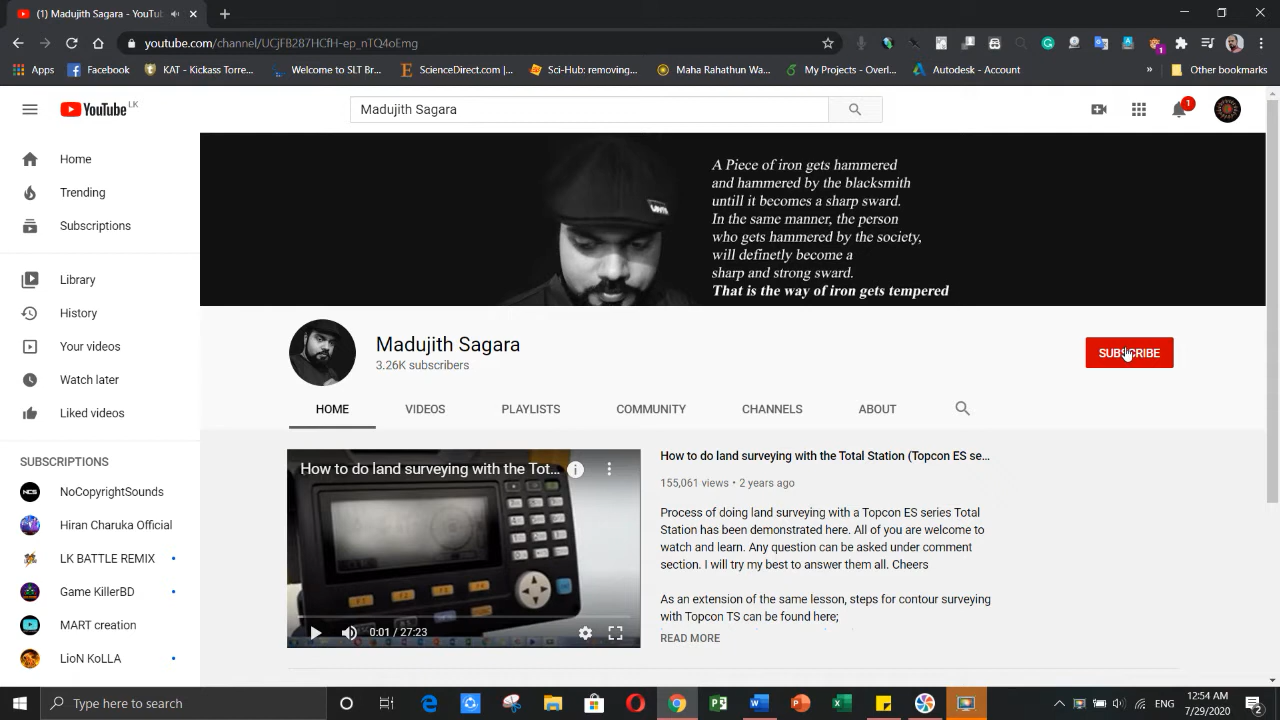 (1) Madujith Sagara - YouTu
youtube.com/channel/UCjFB287HCfH-ep_nTQ4oEmg
Apps Facebook KAT - Kickass Torre... Welcome to SLT Br... ScienceDirect.com |... Sci-Hub: removing... Maha Rahathun Wa... My Projects - Overl... Autodesk - Account » Other bookmarks
YouTube LK
Madujith Sagara
1
Home
Trending
Subscriptions
Library
History
Your videos
Watch later
Liked videos
SUBSCRIPTIONS
NoCopyrightSounds
Hiran Charuka Official
LK BATTLE REMIX
Game KillerBD
MART creation
LioN KoLLA
A Piece of iron gets hammered
and hammered by the blacksmith
untill it becomes a sharp sward.
In the same manner, the person
who gets hammered by the society,
will definetly become a
sharp and strong sward.
That is the way of iron gets tempered
Madujith Sagara
3.26K subscribers
SUBSCRIBE
HOME VIDEOS PLAYLISTS COMMUNITY CHANNELS ABOUT
How to do land surveying with the Tot...
0:01 / 27:23
How to do land surveying with the Total Station (Topcon ES se...
155,061 views • 2 years ago
Process of doing land surveying with a Topcon ES series Total
Station has been demonstrated here. All of you are welcome to
watch and learn. Any question can be asked under comment
section. I will try my best to answer them all. Cheers
As an extension of the same lesson, steps for contour surveying
with Topcon TS can be found here;
READ MORE
Type here to search
ENG
12:54 AM
7/29/2020
2